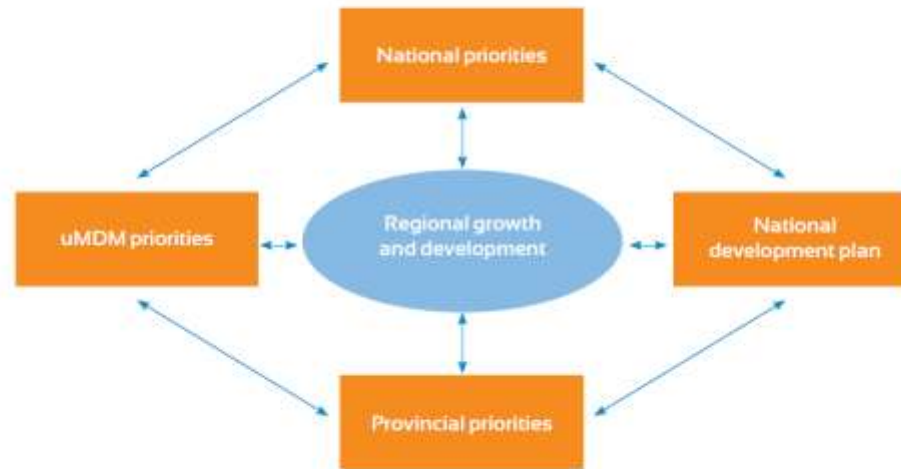 National priorities
uMDM priorities
Regional growth
and development
National
development plan
Provincial priorities